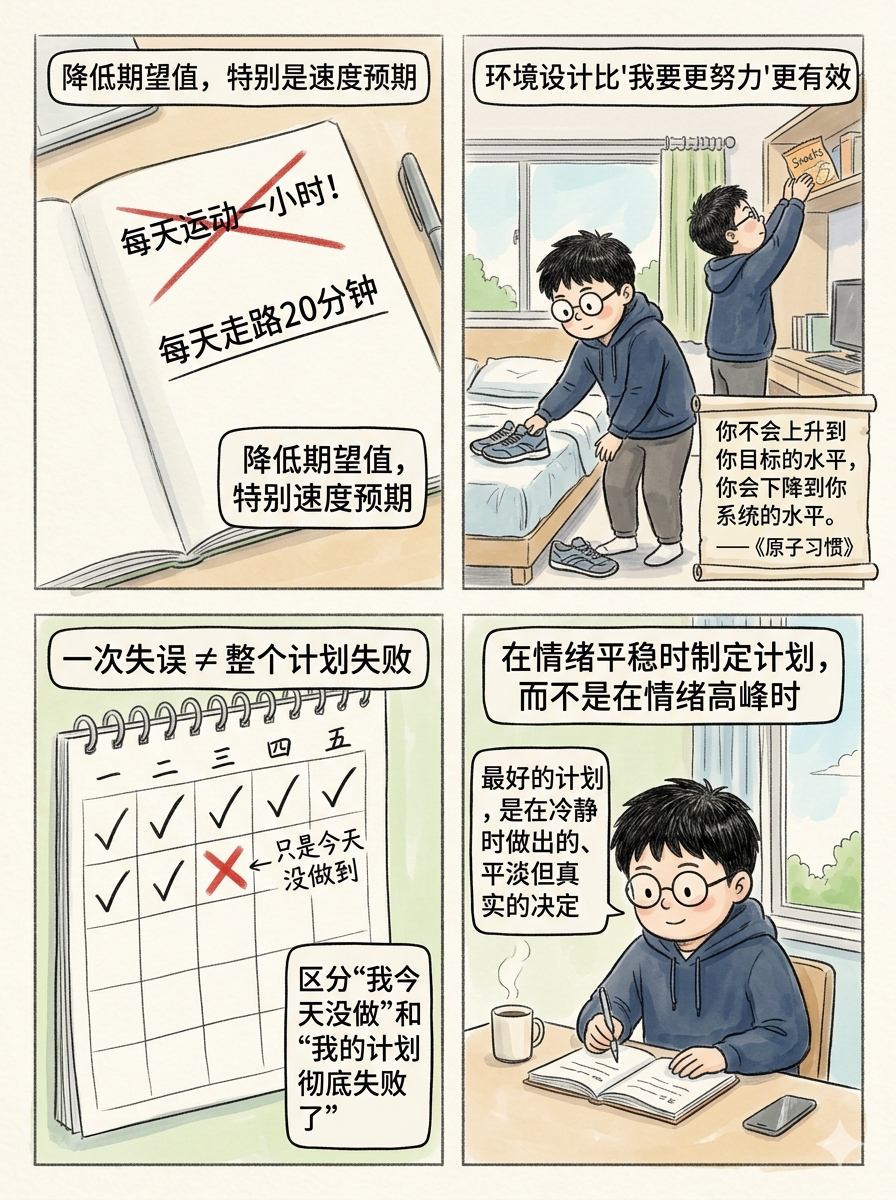 降低期望值，特别是速度预期
每天运动一小时！
每天走路20分钟
降低期望值，
特别速度预期
环境设计比'我要更努力'更有效
Snacks
你不会上升到
你目标的水平，
你会下降到你
系统的水平。
——《原子习惯》
一次失误 ≠ 整个计划失败
一 二 三 四 五
只是今天
没做到
区分“我今
天没做”和
“我的计划
彻底失败
了”
在情绪平稳时制定计划，
而不是在情绪高峰时
最好的计划
，是在冷静
时做出的、
平淡但真
实的决定